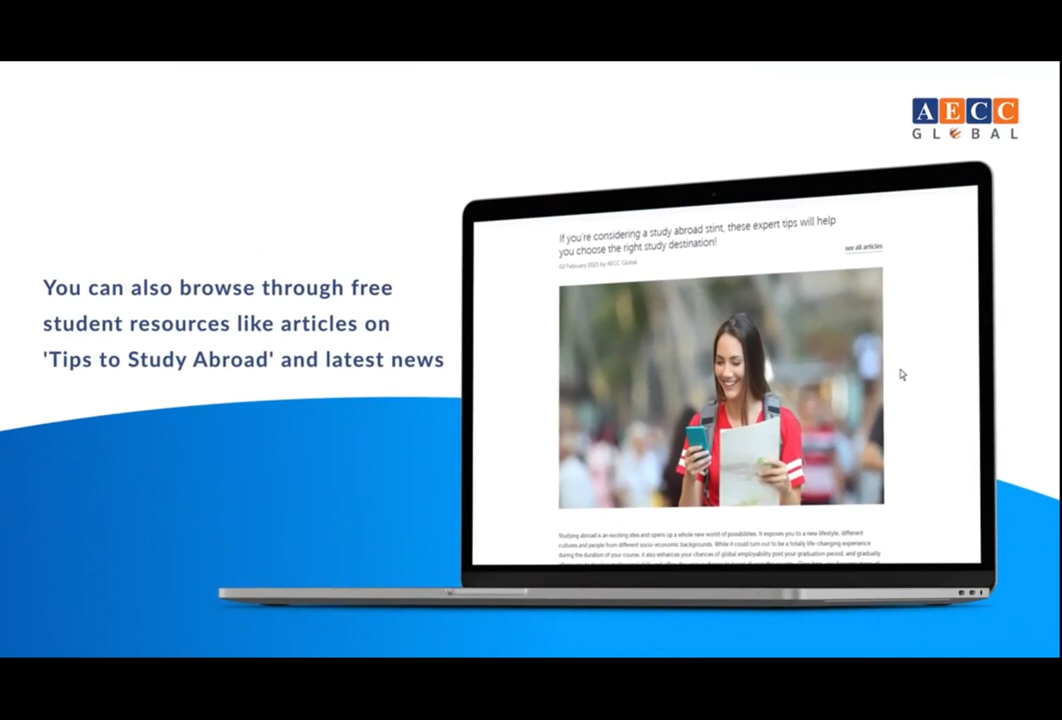 AECC
GLOBAL
You can also browse through free
student resources like articles on
'Tips to Study Abroad' and latest news
If you're considering a study abroad stint, these expert tips will help
you choose the right study destination!
see all articles
02 February 2021 by AECC Global
Studying abroad is an exciting idea and opens up a whole new world of possibilities. It exposes you to a new lifestyle, different
cultures and people from different socio-economic backgrounds. While it could turn out to be a totally life-changing experience
during the duration of your course, it also enhances your chances of global employability post your graduation period, and gradually